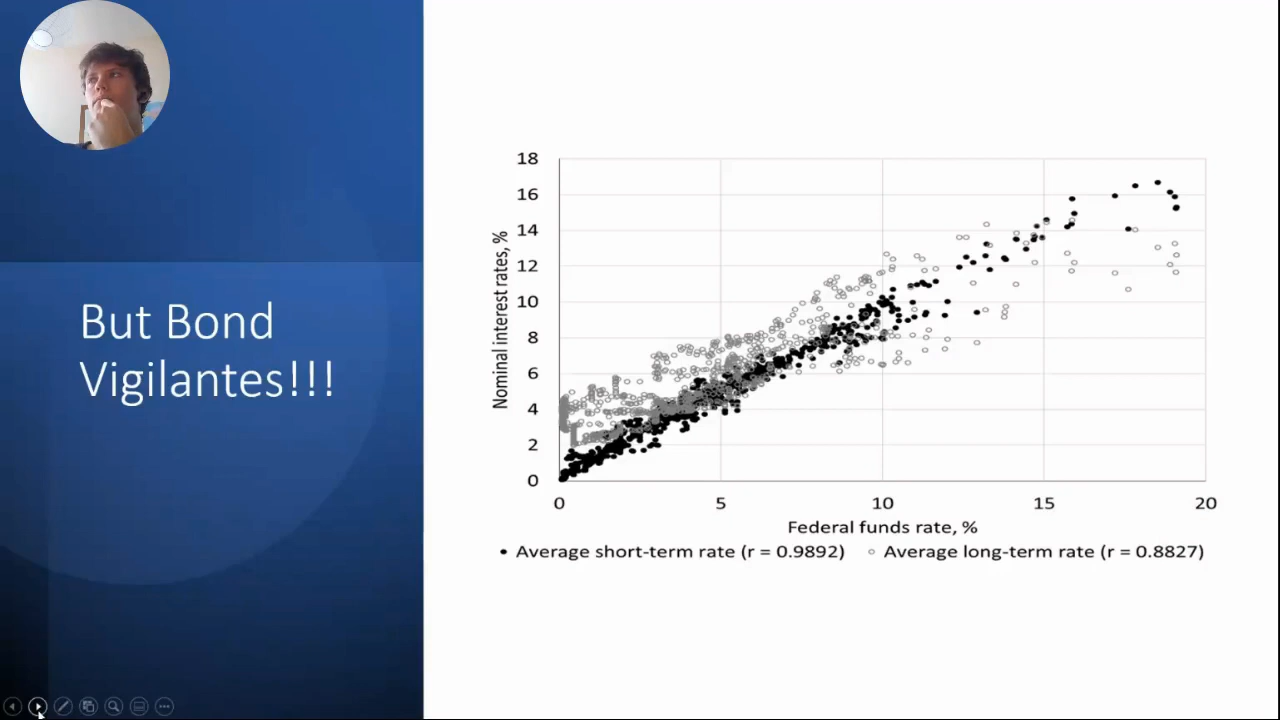 But Bond
Vigilantes!!!
18
16
14
12
10
8
6
4
2
0
Nominal interest rates, %
0 5 10 15 20
Federal funds rate, %
Average short-term rate (r = 0.9892) Average long-term rate (r = 0.8827)